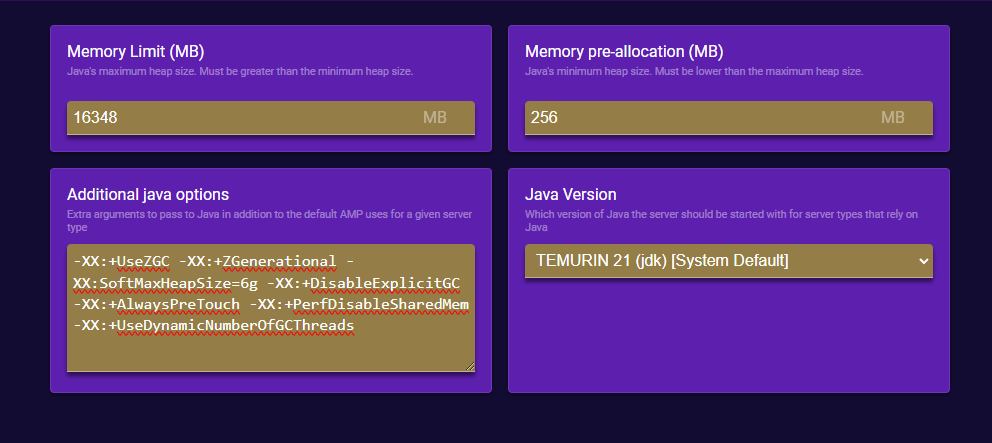 Memory Limit (MB)
Java's maximum heap size. Must be greater than the minimum heap size.
16348 MB
Memory pre-allocation (MB)
Java's minimum heap size. Must be lower than the maximum heap size.
256 MB
Additional java options
Extra arguments to pass to Java in addition to the default AMP uses for a given server
type
-XX:+UseZGC -XX:+ZGenerational -
XX:SoftMaxHeapSize=6g -XX:+DisableExplicitGC
-XX:+AlwaysPreTouch -XX:+PerfDisableSharedMem
-XX:+UseDynamicNumberOfGCThreads
Java Version
Which version of Java the server should be started with for server types that rely on
Java
TEMURIN 21 (jdk) [System Default]